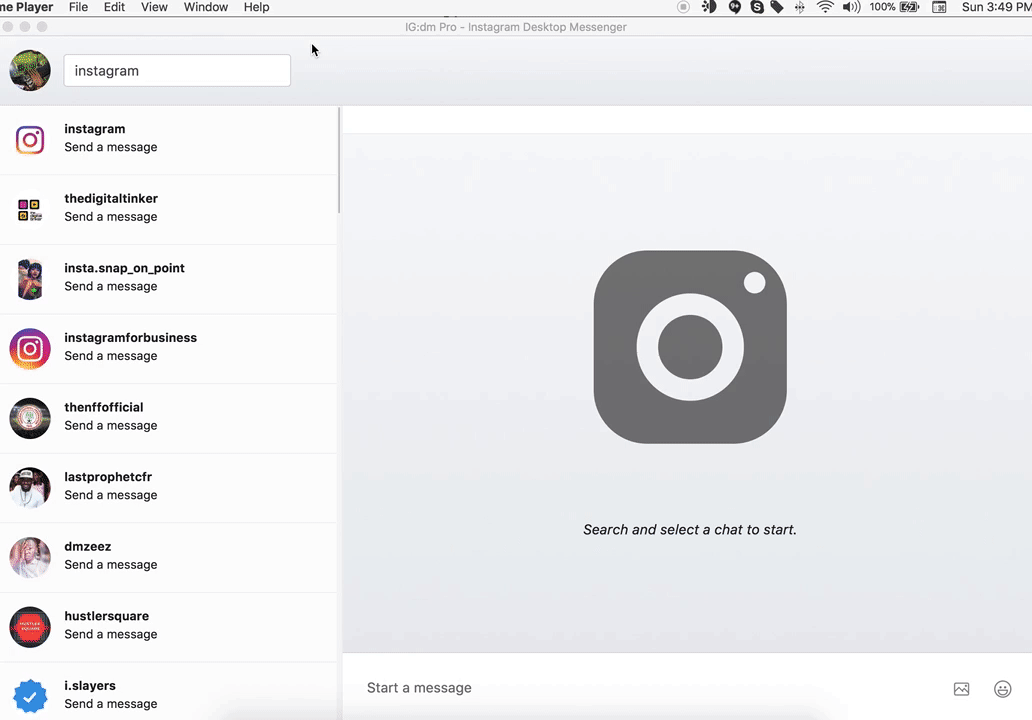 me Player File Edit View Window Help 100% Sun 3:49 PM
IG:dm Pro - Instagram Desktop Messenger
instagram
instagram
Send a message
thedigitaltinker
Send a message
insta.snap_on_point
Send a message
instagramforbusiness
Send a message
thenffofficial
Send a message
lastprophetcfr
Send a message
dmzeez
Send a message
hustlersquare
Send a message
i.slayers
Send a message
Search and select a chat to start.
Start a message